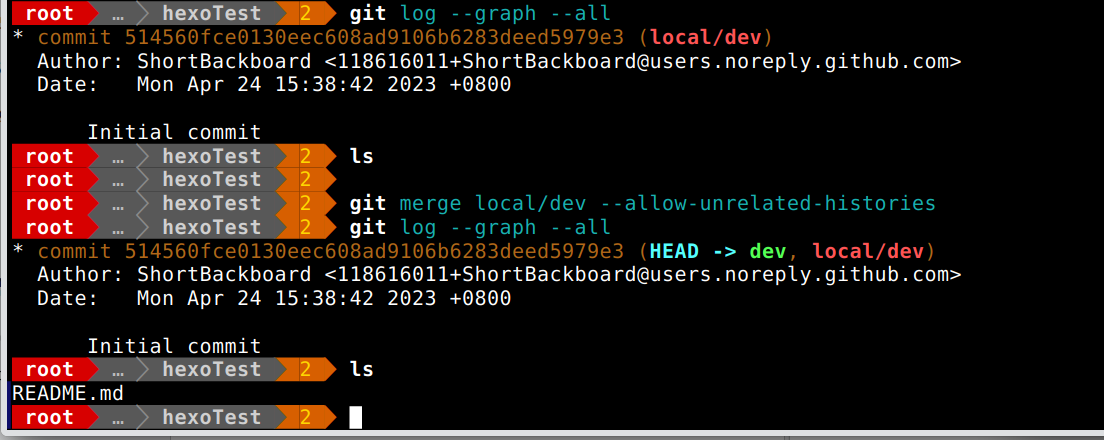 root … hexoTest 2 git log --graph --all
* commit 514560fce0130eec608ad9106b6283deed5979e3 (local/dev)
Author: ShortBackboard <118616011+ShortBackboard@users.noreply.github.com>
Date: Mon Apr 24 15:38:42 2023 +0800
Initial commit
root … hexoTest 2 ls
root … hexoTest 2
root … hexoTest 2 git merge local/dev --allow-unrelated-histories
root … hexoTest 2 git log --graph --all
* commit 514560fce0130eec608ad9106b6283deed5979e3 (HEAD -> dev, local/dev)
Author: ShortBackboard <118616011+ShortBackboard@users.noreply.github.com>
Date: Mon Apr 24 15:38:42 2023 +0800
Initial commit
root … hexoTest 2 ls
README.md
root … hexoTest 2